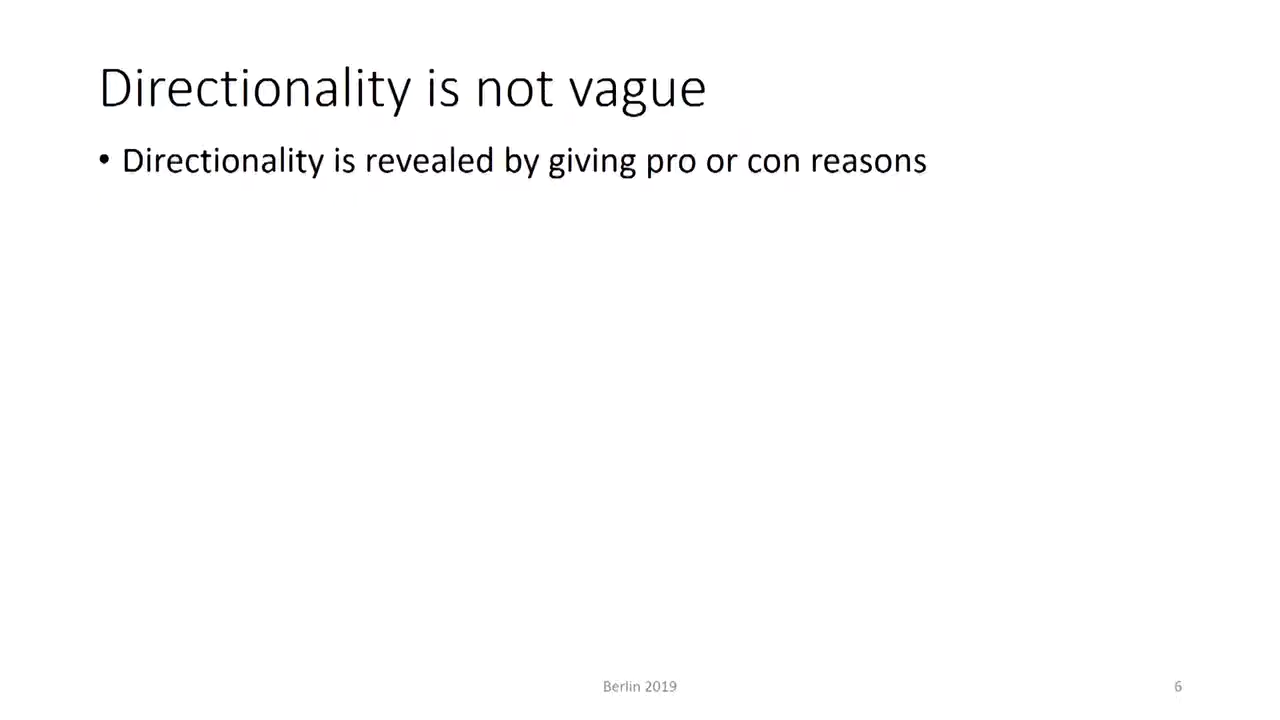 Directionality is not vague
• Directionality is revealed by giving pro or con reasons
Berlin 2019
6